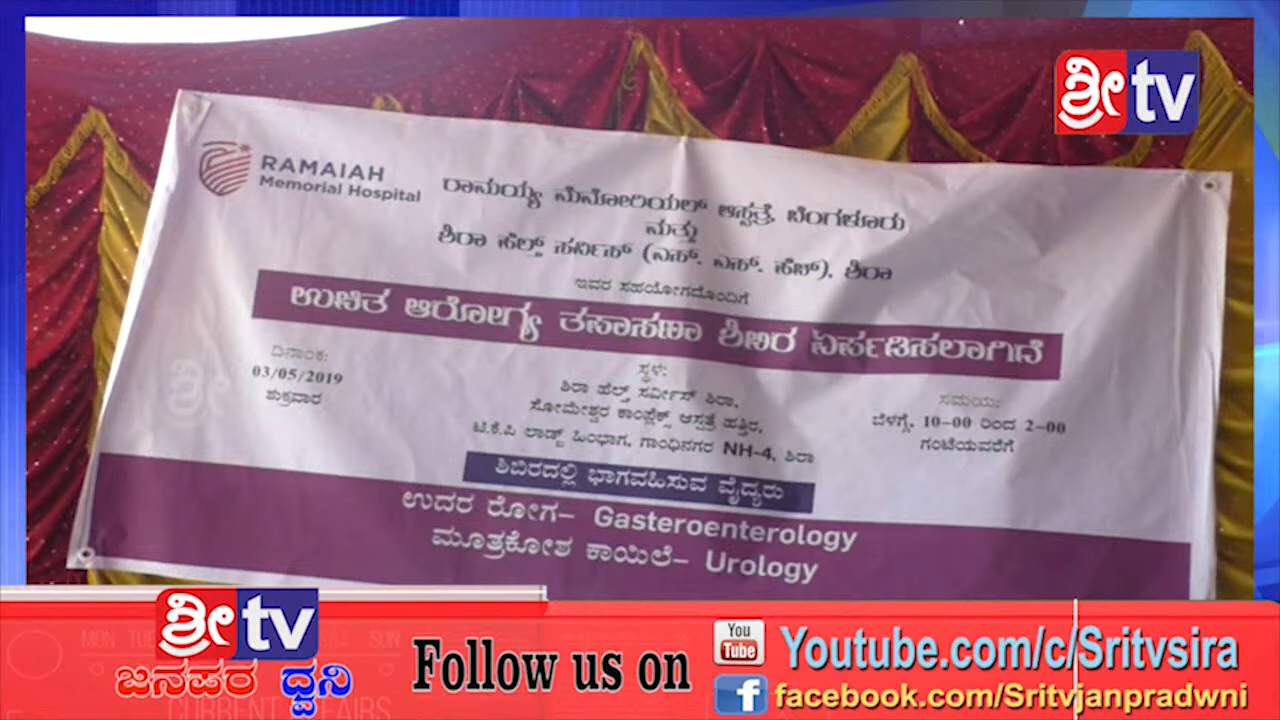 ಶ್ರೀ tv
RAMAIAH
Memorial Hospital
ರಾಮಯ್ಯ ಮೆಮೋರಿಯಲ್ ಆಸ್ಪತ್ರೆ, ಬೆಂಗಳೂರು
ಮತ್ತು
ಶಿರಾ ಹೆಲ್ತ್ ಸರ್ವಿಸ್ (ಎಸ್. ಎಸ್. ಹೆಚ್), ಶಿರಾ
ಇವರ ಸಹಯೋಗದೊಂದಿಗೆ
ಉಚಿತ ಆರೋಗ್ಯ ತಪಾಸಣಾ ಶಿಬಿರ ಏರ್ಪಡಿಸಲಾಗಿದೆ
ದಿನಾಂಕ:
03/05/2019
ಶುಕ್ರವಾರ
ಸ್ಥಳ:
ಶಿರಾ ಹೆಲ್ತ್ ಸರ್ವೀಸ್ ಶಿರಾ,
ಸೋಮೇಶ್ವರ ಕಾಂಪ್ಲೆಕ್ಸ್ ಆಸ್ಪತ್ರೆ ಹತ್ತಿರ,
ಟಿ.ಕೆ.ಪಿ ಲಾಡ್ಜ್ ಹಿಂಭಾಗ, ಗಾಂಧಿನಗರ NH-4, ಶಿರಾ
ಸಮಯ:
ಬೆಳಗ್ಗೆ, 10-00 ರಿಂದ 2-00
ಗಂಟೆಯವರೆಗೆ
ಶಿಬಿರದಲ್ಲಿ ಭಾಗವಹಿಸುವ ವೈದ್ಯರು
ಉದರ ರೋಗ- Gasteroenterology
ಮೂತ್ರಕೋಶ ಕಾಯಿಲೆ- Urology
ಶ್ರೀ tv
ಜನಪರ ಧ್ವನಿ
Follow us on
You Tube
Youtube.com/c/Sritvsira
f
facebook.com/Sritvjanpradwni